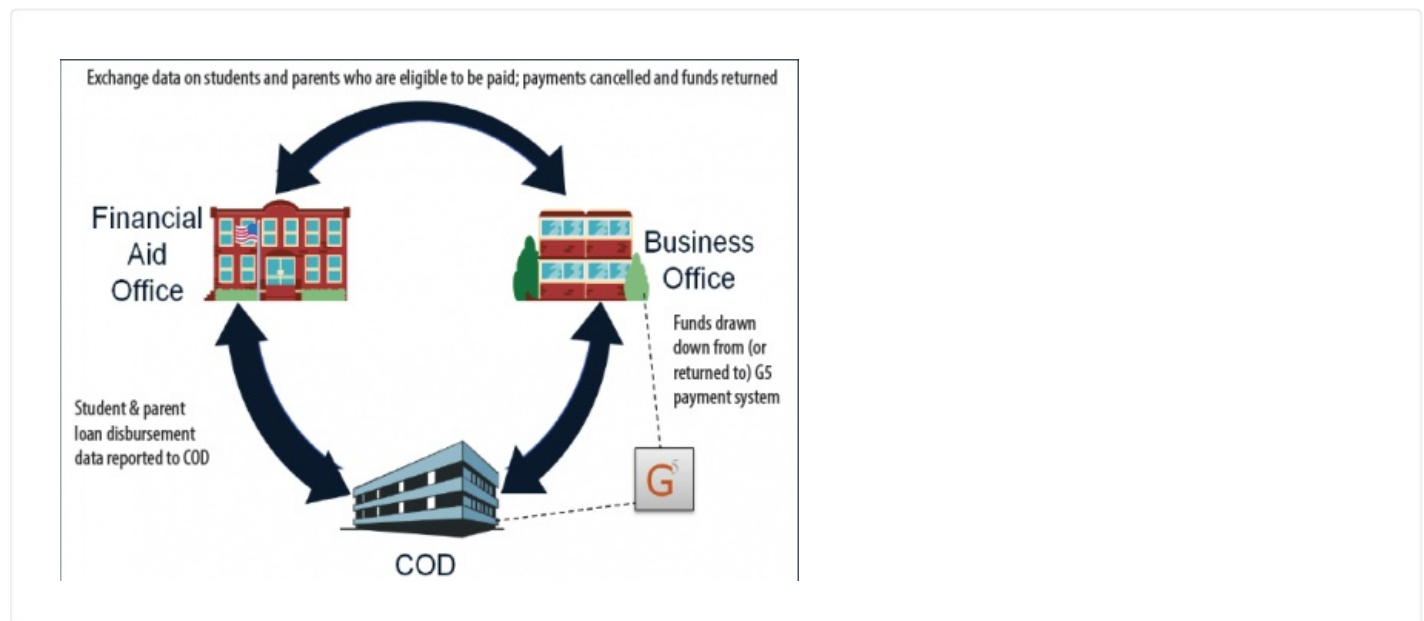 Exchange data on students and parents who are eligible to be paid; payments cancelled and funds returned
Financial
Aid
Office
Business
Office
Funds drawn
down from (or
returned to) G5
payment system
Student & parent
loan disbursement
data reported to COD
G5
COD